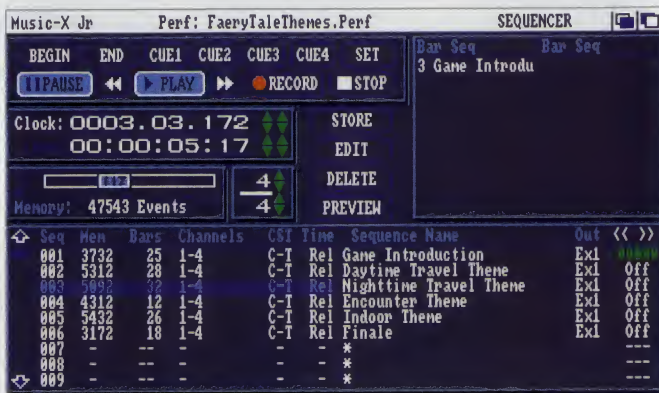 Music-X Jr Perf: FaeryTaleThemes.Perf SEQUENCER
BEGIN END CUE1 CUE2 CUE3 CUE4 SET
PAUSE PLAY RECORD STOP
Bar Seq Bar Seq
3 Game Introdu
Clock: 0003.03.172
00:00:05:17
STORE
EDIT
DELETE
PREVIEW
4
4
Memory: 47543 Events
Seq Mem Bars Channels CST Time Sequence Name Out << >>
001 3732 25 1-4 C-T Rel Game Introduction Ex1
002 5312 28 1-4 C-T Rel Daytime Travel Theme Ex1 Off
003 5092 32 1-4 C-T Rel Nighttime Travel Theme Ex1 Off
004 4312 12 1-4 C-T Rel Encounter Theme Ex1 Off
005 5432 26 1-4 C-T Rel Indoor Theme Ex1 Off
006 3172 18 1-4 C-T Rel Finale Ex1 Off
007 - -- - - - * - ---
008 - -- - - - * - ---
009 - -- - - - * - ---